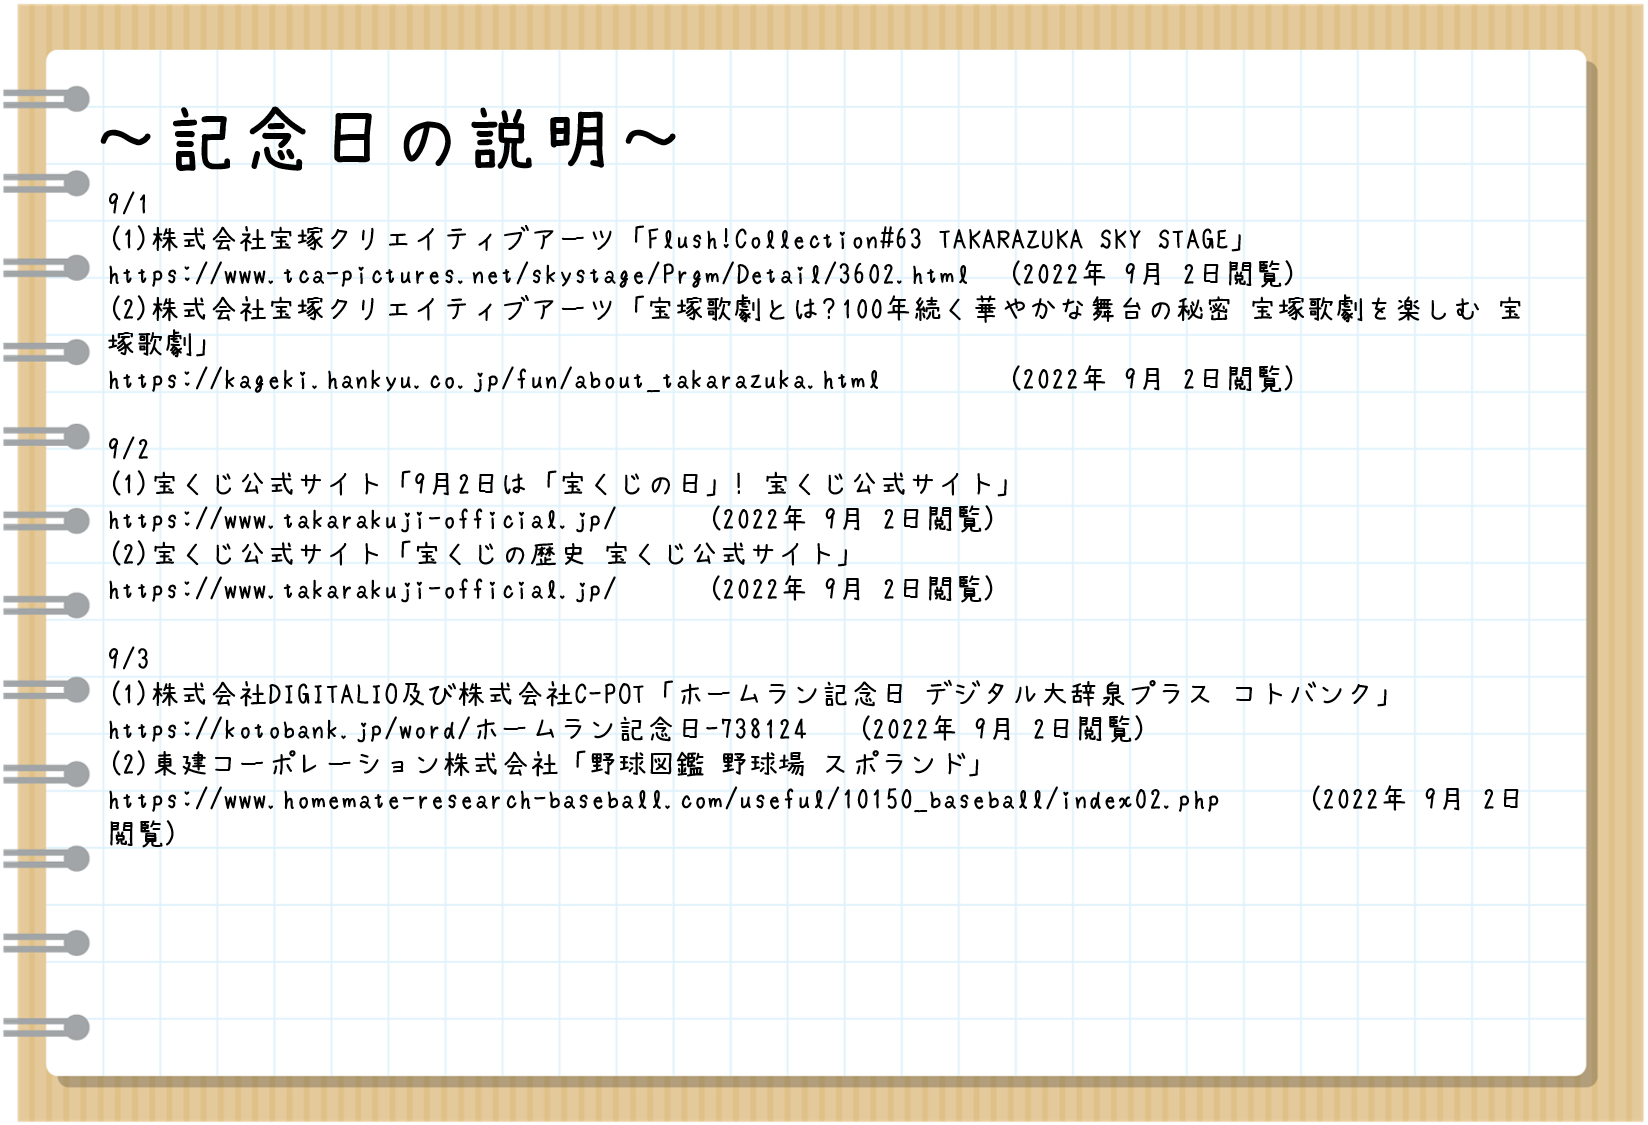 ～記念日の説明～
9/1
(1)株式会社宝塚クリエイティブアーツ「Flush!Collection#63 TAKARAZUKA SKY STAGE」
https://www.tca-pictures.net/skystage/Prgm/Detail/3602.html (2022年 9月 2日閲覧)
(2)株式会社宝塚クリエイティブアーツ「宝塚歌劇とは?100年続く華やかな舞台の秘密 宝塚歌劇を楽しむ 宝
塚歌劇」
https://kageki.hankyu.co.jp/fun/about_takarazuka.html (2022年 9月 2日閲覧)
9/2
(1)宝くじ公式サイト「9月2日は「宝くじの日」! 宝くじ公式サイト」
https://www.takarakuji-official.jp/ (2022年 9月 2日閲覧)
(2)宝くじ公式サイト「宝くじの歴史 宝くじ公式サイト」
https://www.takarakuji-official.jp/ (2022年 9月 2日閲覧)
9/3
(1)株式会社DIGITALIO及び株式会社C-POT「ホームラン記念日 デジタル大辞泉プラス コトバンク」
https://kotobank.jp/word/ホームラン記念日-738124 (2022年 9月 2日閲覧)
(2)東建コーポレーション株式会社「野球図鑑 野球場 スポランド」
https://www.homemate-research-baseball.com/useful/10150_baseball/index02.php (2022年 9月 2日
閲覧)